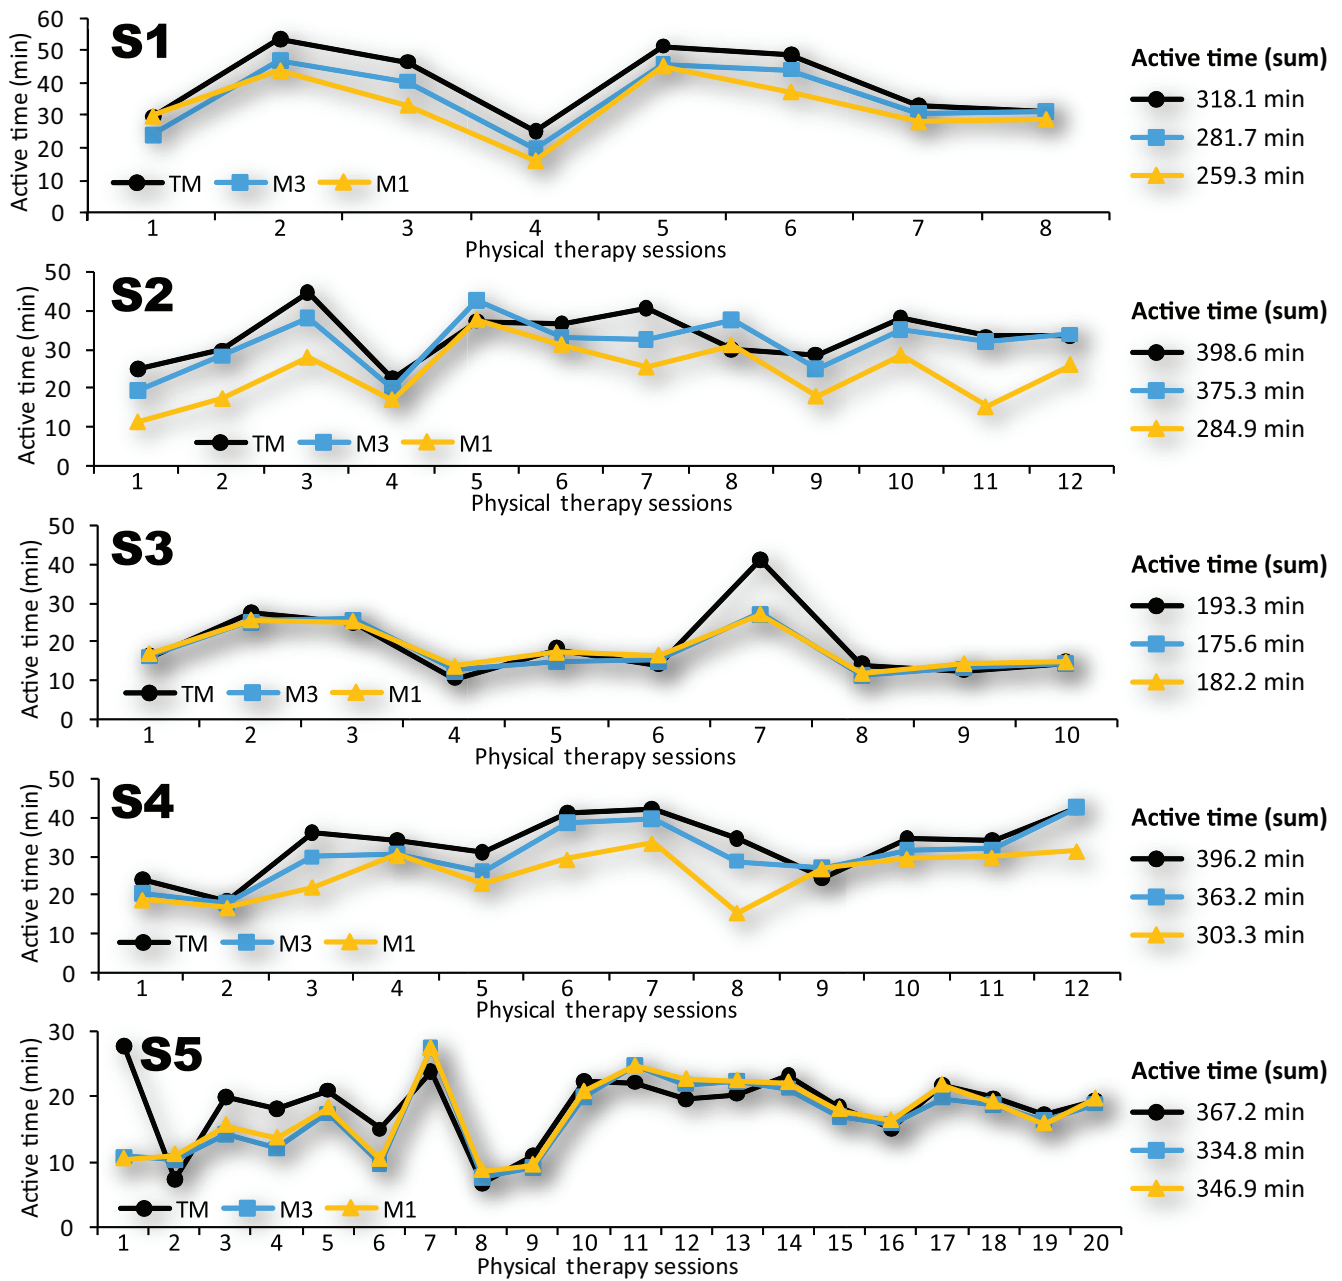 S1
Active time (min)
60
50
40
30
20
10
0
TM M3 M1
1 2 3 4 5 6 7 8
Physical therapy sessions
Active time (sum)
318.1 min
281.7 min
259.3 min
S2
Active time (min)
50
40
30
20
10
0
TM M3 M1
1 2 3 4 5 6 7 8 9 10 11 12
Physical therapy sessions
Active time (sum)
398.6 min
375.3 min
284.9 min
S3
Active time (min)
50
40
30
20
10
0
TM M3 M1
1 2 3 4 5 6 7 8 9 10
Physical therapy sessions
Active time (sum)
193.3 min
175.6 min
182.2 min
S4
Active time (min)
50
40
30
20
10
0
TM M3 M1
1 2 3 4 5 6 7 8 9 10 11 12
Physical therapy sessions
Active time (sum)
396.2 min
363.2 min
303.3 min
S5
Active time (min)
30
20
10
0
TM M3 M1
1 2 3 4 5 6 7 8 9 10 11 12 13 14 15 16 17 18 19 20
Physical therapy sessions
Active time (sum)
367.2 min
334.8 min
346.9 min